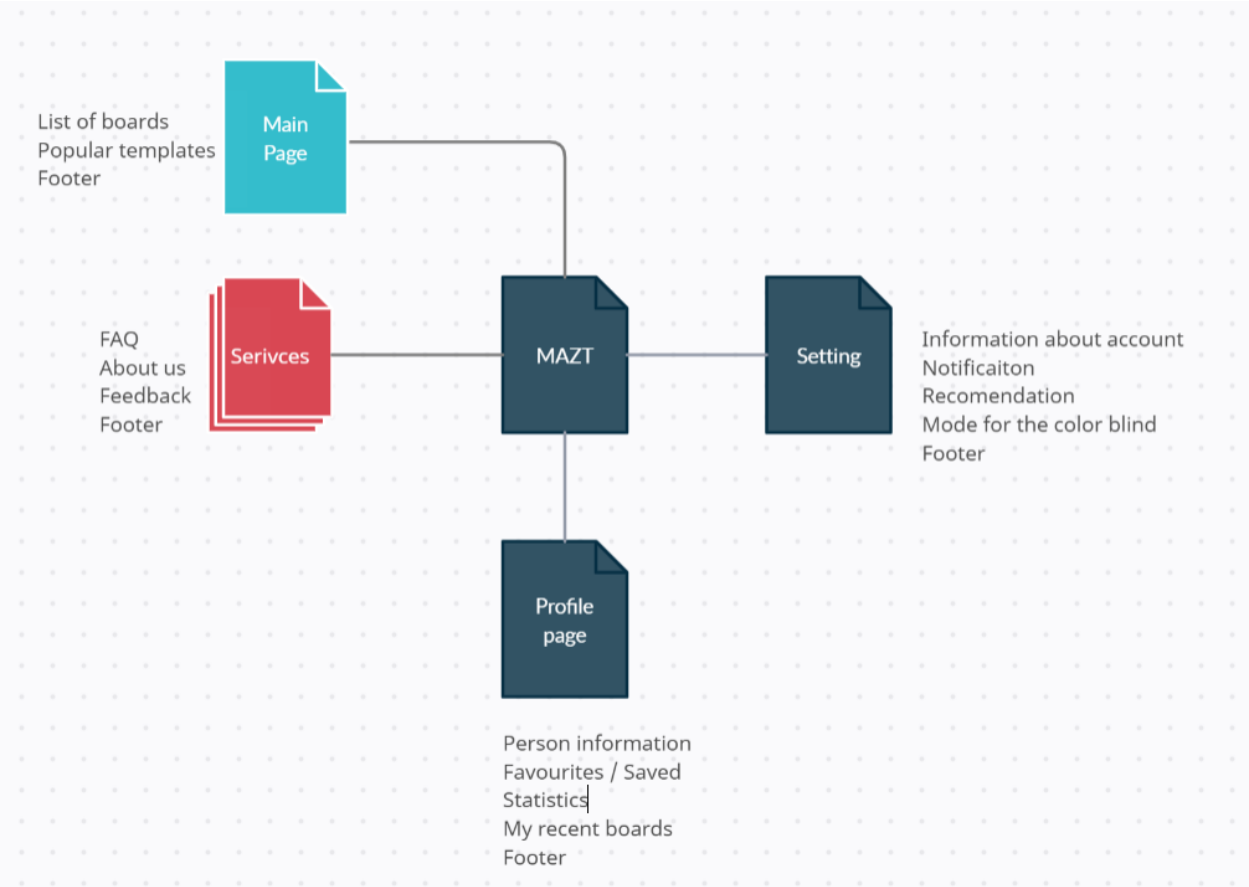 Main
Page
List of boards
Popular templates
Footer
Serivces
FAQ
About us
Feedback
Footer
MAZT
Setting
Information about account
Notificaiton
Recomendation
Mode for the color blind
Footer
Profile
page
Person information
Favourites / Saved
Statistics
My recent boards
Footer